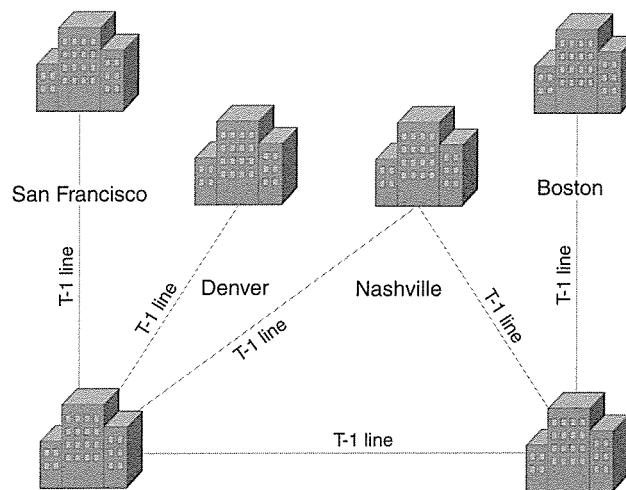 San Francisco
Boston
Denver
Nashville
T-1 line
T-1 line
T-1 line
T-1 line
T-1 line
T-1 line